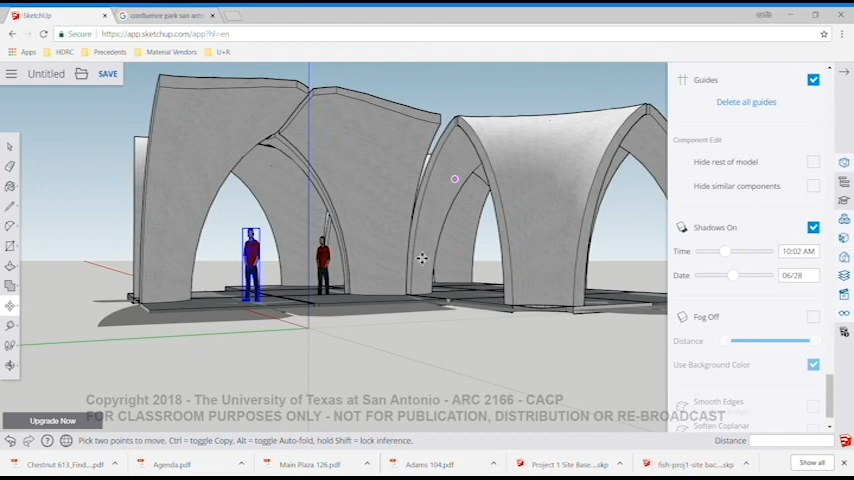 SketchUp
confluence park san anto
Secure https://app.sketchup.com/app?hl=en
Apps HDRC Precedents Material Vendors U+R
Untitled SAVE
Guides
Delete all guides
Component Edit
Hide rest of model
Hide similar components
Shadows On
Time 10:02 AM
Date 06/28
Fog Off
Distance
Use Background Color
Smooth Edges
Soften Coplanar
Copyright 2018 - The University of Texas at San Antonio - ARC 2166 - CACP
FOR CLASSROOM PURPOSES ONLY - NOT FOR PUBLICATION, DISTRIBUTION OR RE-BROADCAST
Upgrade Now
Pick two points to move. Ctrl = toggle Copy, Alt = toggle Auto-fold, hold Shift = lock inference. Distance
Chestnut 613_Find....pdf Agenda.pdf Main Plaza 126.pdf Adams 104.pdf Project 1 Site Base....skp fish-proj1-site bac....skp Show all